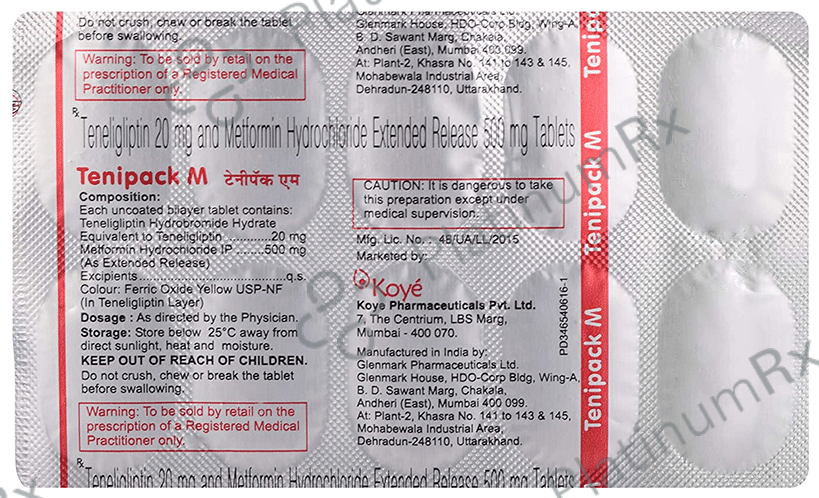 Do not crush, chew or break the tablet
before swallowing.
Warning: To be sold by retail on the
prescription of a Registered Medical
Practitioner only.
Glenmark Pharmaceuticals Ltd.
Glenmark House, HDO-Corp Bldg, Wing-A,
B. D. Sawant Marg, Chakala,
Andheri (East), Mumbai 400 099.
At: Plant-2, Khasra No. 141 to 143 & 145,
Mohabewala Industrial Area,
Dehradun-248110, Uttarakhand.
Rx
Teneligliptin 20 mg and Metformin Hydrochloride Extended Release 500 mg Tablets
Tenipack M टेनीपॅक एम
Composition:
Each uncoated bilayer tablet contains:
Teneligliptin Hydrobromide Hydrate
Equivalent to Teneligliptin ............20 mg
Metformin Hydrochloride IP .......500 mg
(As Extended Release)
Excipients....................................q.s.
Colour: Ferric Oxide Yellow USP-NF
(In Teneligliptin Layer)
Dosage : As directed by the Physician.
Storage: Store below 25°C away from
direct sunlight, heat and moisture.
KEEP OUT OF REACH OF CHILDREN.
Do not crush, chew or break the tablet
before swallowing.
Warning: To be sold by retail on the
prescription of a Registered Medical
Practitioner only.
CAUTION: It is dangerous to take
this preparation except under
medical supervision.
Mfg. Lic. No. : 48/UA/LL/2015
Marketed by:
Koyé
Koye Pharmaceuticals Pvt. Ltd.
7, The Centrium, LBS Marg,
Mumbai - 400 070.
Manufactured in India by:
Glenmark Pharmaceuticals Ltd.
Glenmark House, HDO-Corp Bldg, Wing-A,
B. D. Sawant Marg, Chakala,
Andheri (East), Mumbai 400 099.
At: Plant-2, Khasra No. 141 to 143 & 145,
Mohabewala Industrial Area,
Dehradun-248110, Uttarakhand.
PD346540616-1
Teni
Tenipack M
Tenipack M
Rx
Teneligliptin 20 mg and Metformin Hydrochloride Extended Release 500 mg Tablets
PlatinumRx
PlatinumRx
PlatinumRx